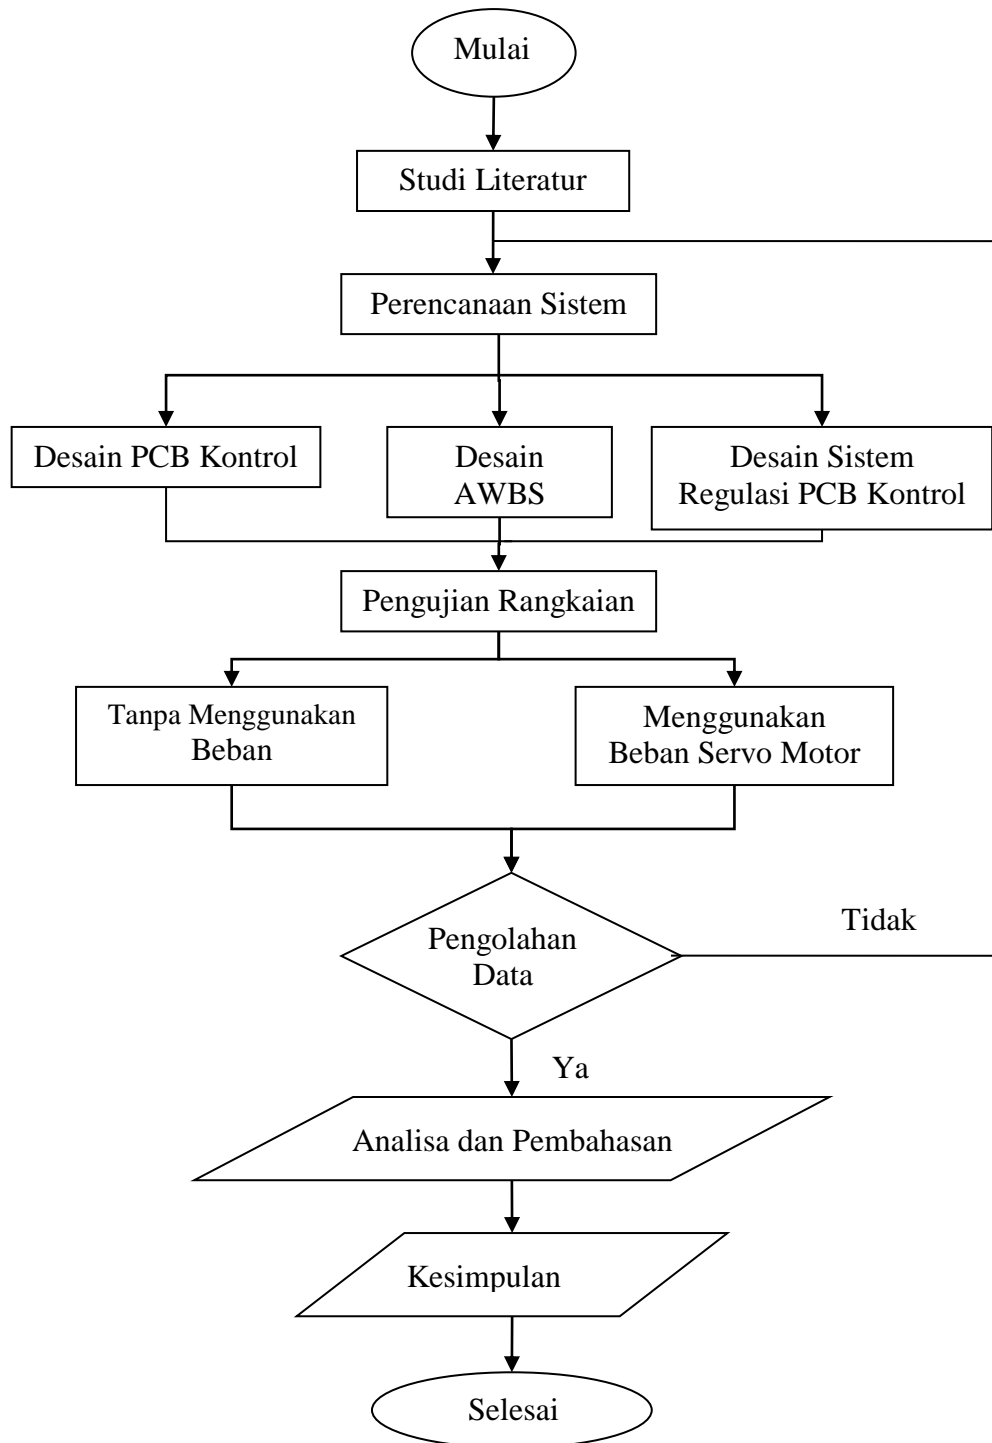 Mulai
Studi Literatur
Perencanaan Sistem
Desain PCB Kontrol
Desain
AWBS
Desain Sistem
Regulasi PCB Kontrol
Pengujian Rangkaian
Tanpa Menggunakan
Beban
Menggunakan
Beban Servo Motor
Pengolahan
Data
Tidak
Ya
Analisa dan Pembahasan
Kesimpulan
Selesai